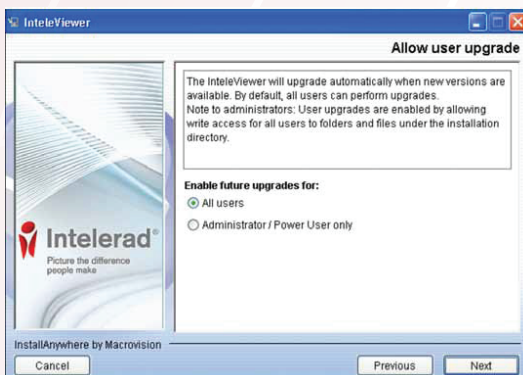 InteleViewer
Allow user upgrade
The InteleViewer will upgrade automatically when new versions are
available. By default, all users can perform upgrades.
Note to administrators: User upgrades are enabled by allowing
write access for all users to folders and files under the installation
directory.
Enable future upgrades for:
All users
Administrator / Power User only
Intelerad®
Picture the difference
people make
InstallAnywhere by Macrovision
Cancel
Previous
Next